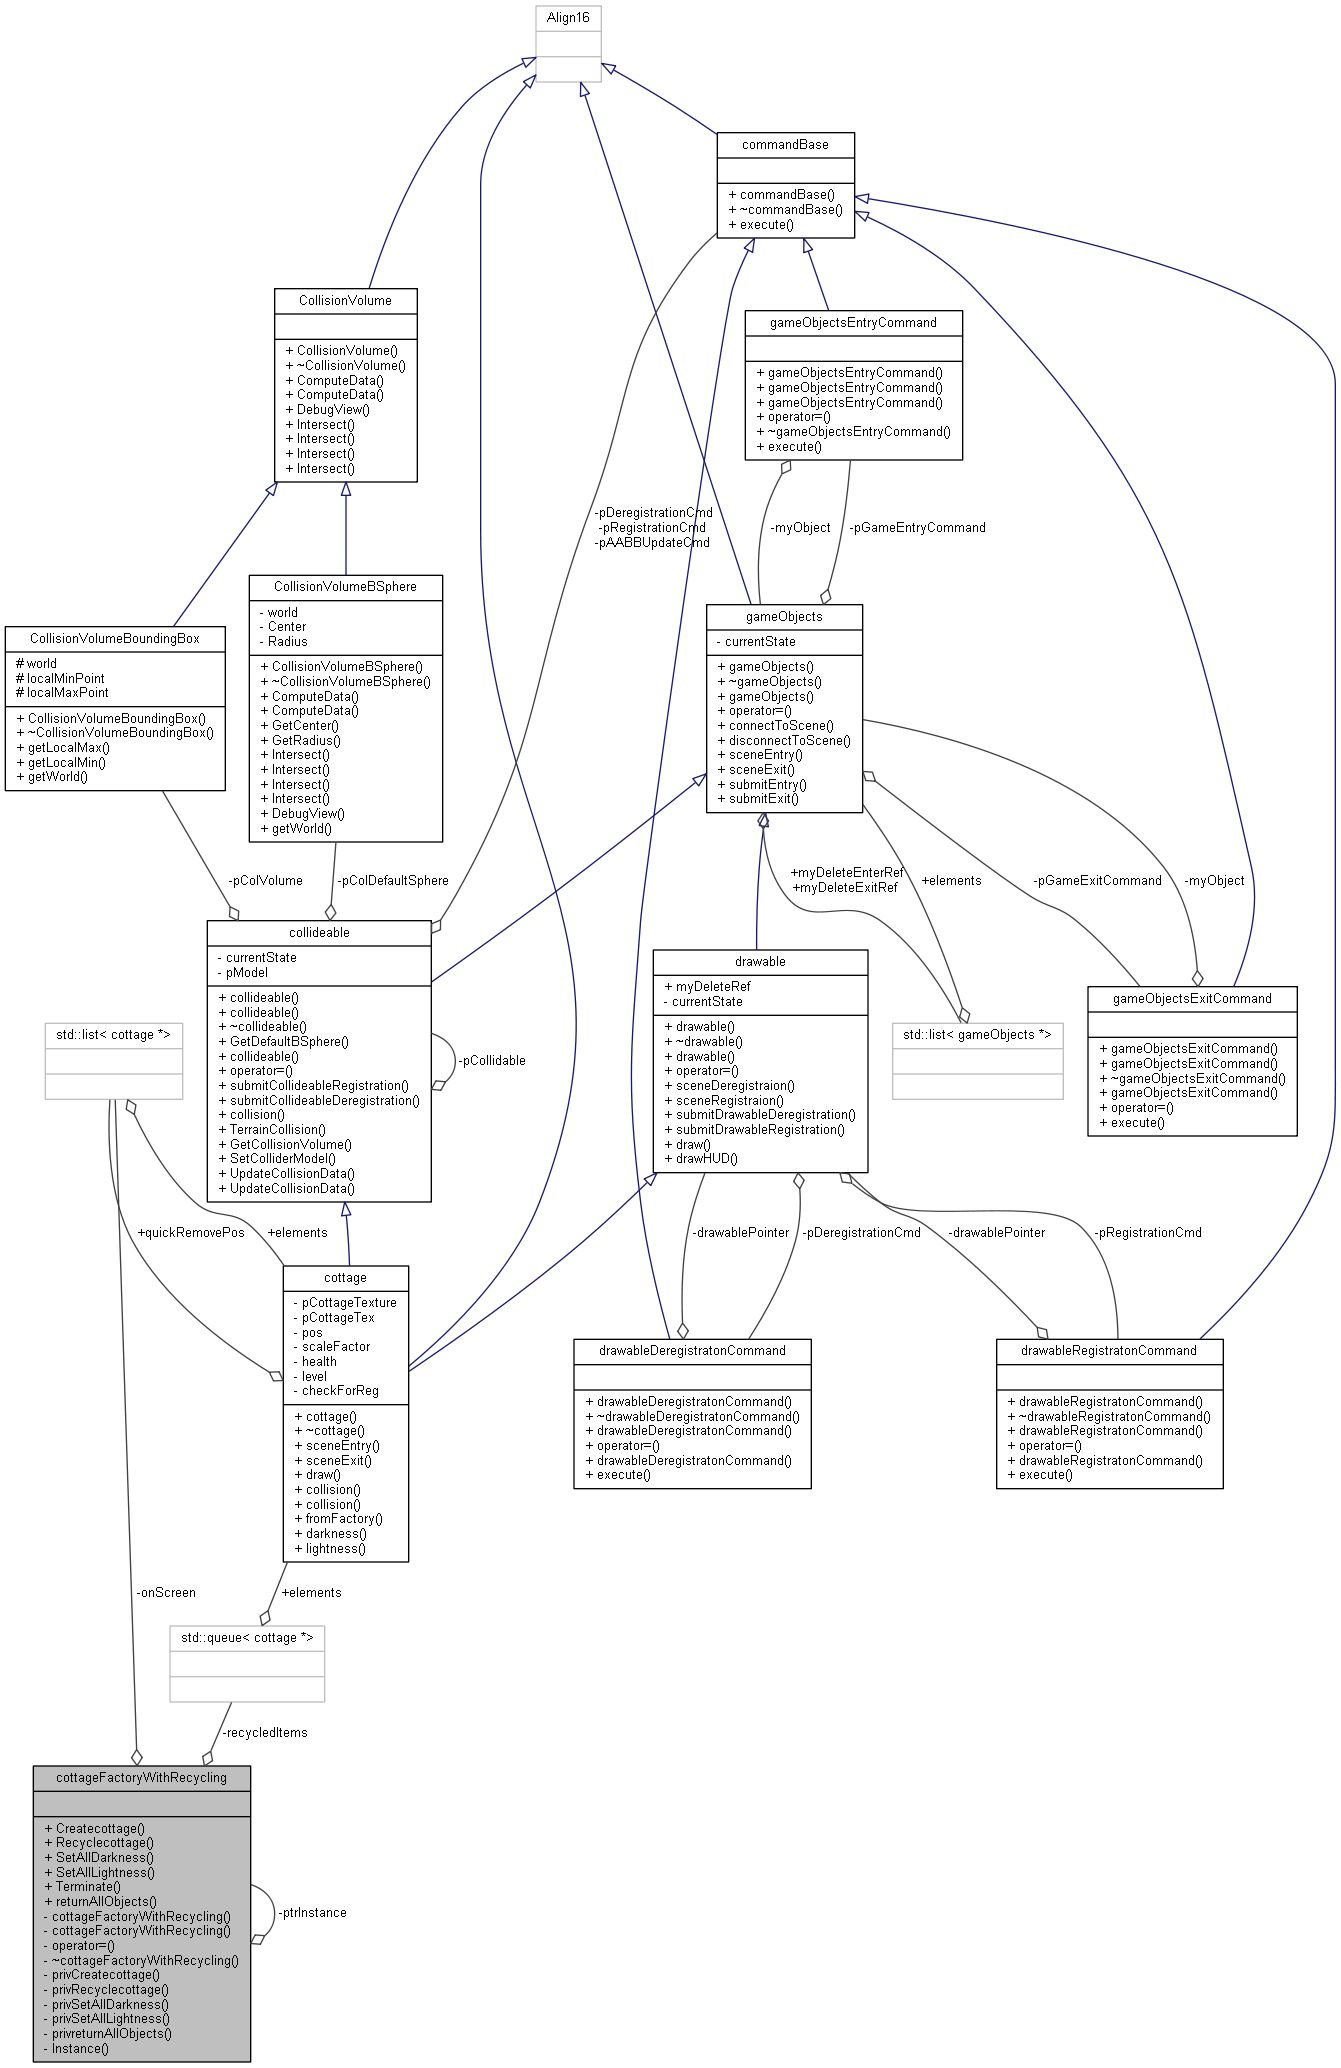 Align16
commandBase
+ commandBase()
+ ~commandBase()
+ execute()
CollisionVolume
+ CollisionVolume()
+ ~CollisionVolume()
+ ComputeData()
+ ComputeData()
+ DebugView()
+ Intersect()
+ Intersect()
+ Intersect()
+ Intersect()
gameObjectsEntryCommand
+ gameObjectsEntryCommand()
+ gameObjectsEntryCommand()
+ gameObjectsEntryCommand()
+ operator=()
+ ~gameObjectsEntryCommand()
+ execute()
-pDeregistrationCmd
-pRegistrationCmd
-pAABBUpdateCmd
-myObject
-pGameEntryCommand
CollisionVolumeBSphere
- world
- Center
- Radius
+ CollisionVolumeBSphere()
+ ~CollisionVolumeBSphere()
+ ComputeData()
+ ComputeData()
+ GetCenter()
+ GetRadius()
+ Intersect()
+ Intersect()
+ Intersect()
+ Intersect()
+ DebugView()
+ getWorld()
CollisionVolumeBoundingBox
# world
# localMinPoint
# localMaxPoint
+ CollisionVolumeBoundingBox()
+ ~CollisionVolumeBoundingBox()
+ getLocalMax()
+ getLocalMin()
+ getWorld()
gameObjects
- currentState
+ gameObjects()
+ ~gameObjects()
+ gameObjects()
+ operator=()
+ connectToScene()
+ disconnectToScene()
+ sceneEntry()
+ sceneExit()
+ submitEntry()
+ submitExit()
-pColVolume
-pColDefaultSphere
+myDeleteEnterRef
+myDeleteExitRef
+elements
-pGameExitCommand
-myObject
collideable
- currentState
- pModel
+ collideable()
+ collideable()
+ ~collideable()
+ GetDefaultBSphere()
+ collideable()
+ operator=()
+ submitCollideableRegistration()
+ submitCollideableDeregistration()
+ collision()
+ TerrainCollision()
+ GetCollisionVolume()
+ SetColliderModel()
+ UpdateCollisionData()
+ UpdateCollisionData()
-pCollidable
drawable
+ myDeleteRef
- currentState
+ drawable()
+ ~drawable()
+ drawable()
+ operator=()
+ sceneDeregistraion()
+ sceneRegistraion()
+ submitDrawableDeregistration()
+ submitDrawableRegistration()
+ draw()
+ drawHUD()
std::list< gameObjects *>
gameObjectsExitCommand
+ gameObjectsExitCommand()
+ gameObjectsExitCommand()
+ ~gameObjectsExitCommand()
+ gameObjectsExitCommand()
+ operator=()
+ execute()
std::list< cottage *>
+quickRemovePos
+elements
-drawablePointer
-pDeregistrationCmd
-drawablePointer
-pRegistrationCmd
cottage
- pCottageTexture
- pCottageTex
- pos
- scaleFactor
- health
- level
- checkForReg
+ cottage()
+ ~cottage()
+ sceneEntry()
+ sceneExit()
+ draw()
+ collision()
+ collision()
+ fromFactory()
+ darkness()
+ lightness()
drawableDeregistratonCommand
+ drawableDeregistratonCommand()
+ ~drawableDeregistratonCommand()
+ drawableDeregistratonCommand()
+ operator=()
+ drawableDeregistratonCommand()
+ execute()
drawableRegistratonCommand
+ drawableRegistratonCommand()
+ ~drawableRegistratonCommand()
+ drawableRegistratonCommand()
+ operator=()
+ drawableRegistratonCommand()
+ execute()
-onScreen
+elements
std::queue< cottage *>
-recycledItems
cottageFactoryWithRecycling
+ Createcottage()
+ Recyclecottage()
+ SetAllDarkness()
+ SetAllLightness()
+ Terminate()
+ returnAllObjects()
- cottageFactoryWithRecycling()
- cottageFactoryWithRecycling()
- operator=()
- ~cottageFactoryWithRecycling()
- privCreatecottage()
- privRecyclecottage()
- privSetAllDarkness()
- privSetAllLightness()
- privreturnAllObjects()
- Instance()
-ptrInstance